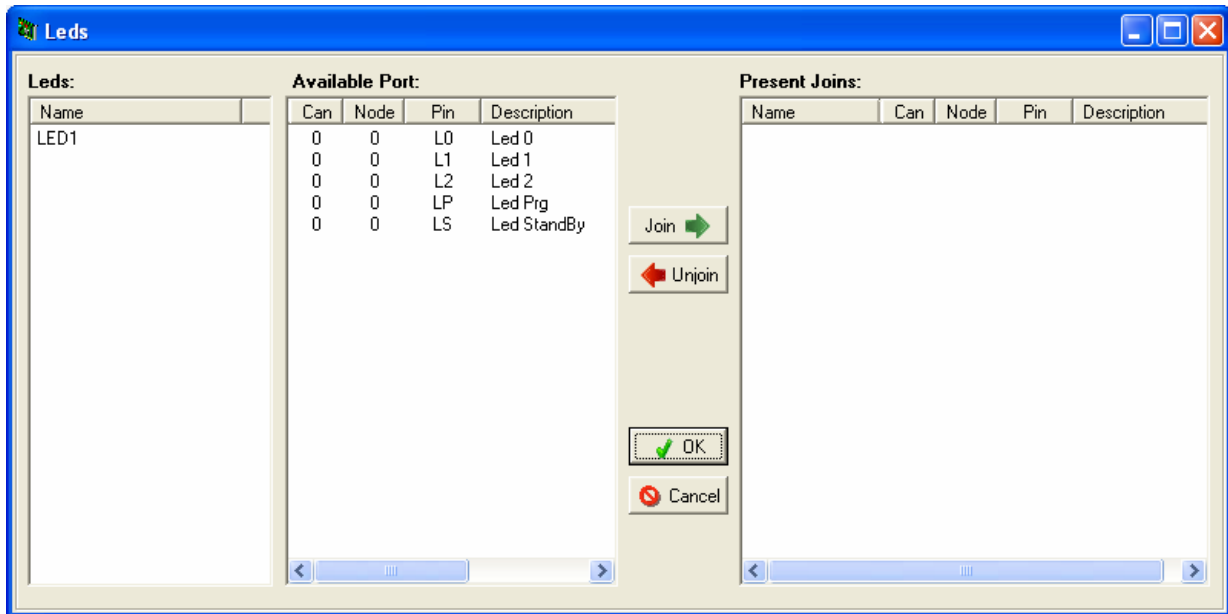 Leds
Leds:
Available Port:
Present Joins:
Name
Can Node Pin Description
Name Can Node Pin Description
LED1
0 0 L0 Led 0
0 0 L1 Led 1
0 0 L2 Led 2
0 0 LP Led Prg
0 0 LS Led StandBy
Join
Unjoin
OK
Cancel